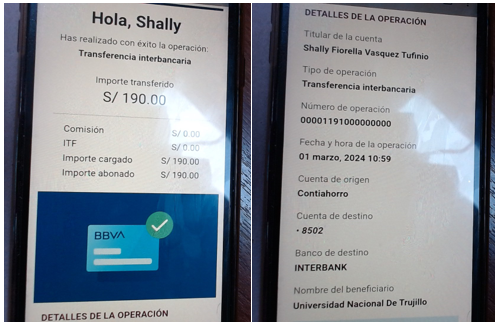 Hola, Shally
Has realizado con éxito la operación:
Transferencia interbancaria
Importe transferido
S/ 190.00
Comisión S/ 0.00
ITF S/ 0.00
Importe cargado S/ 190.00
Importe abonado S/ 190.00
BBVA
DETALLES DE LA OPERACIÓN
DETALLES DE LA OPERACIÓN
Titular de la cuenta
Shally Fiorella Vasquez Tufinio
Tipo de operación
Transferencia interbancaria
Número de operación
00001191000000000
Fecha y hora de la operación
01 marzo, 2024 10:59
Cuenta de origen
Contiahorro
Cuenta de destino
• 8502
Banco de destino
INTERBANK
Nombre del beneficiario
Universidad Nacional De Trujillo